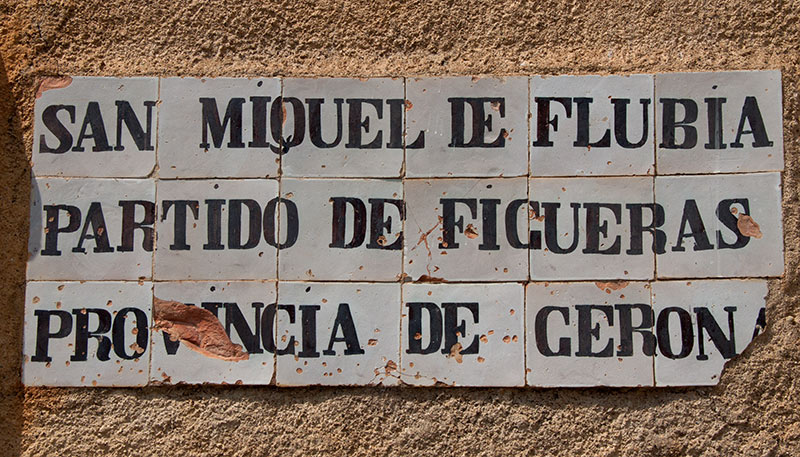 SAN MIQUEL DE FLUBIA
PARTIDO DE FIGUERAS
PROVINCIA DE GERONA